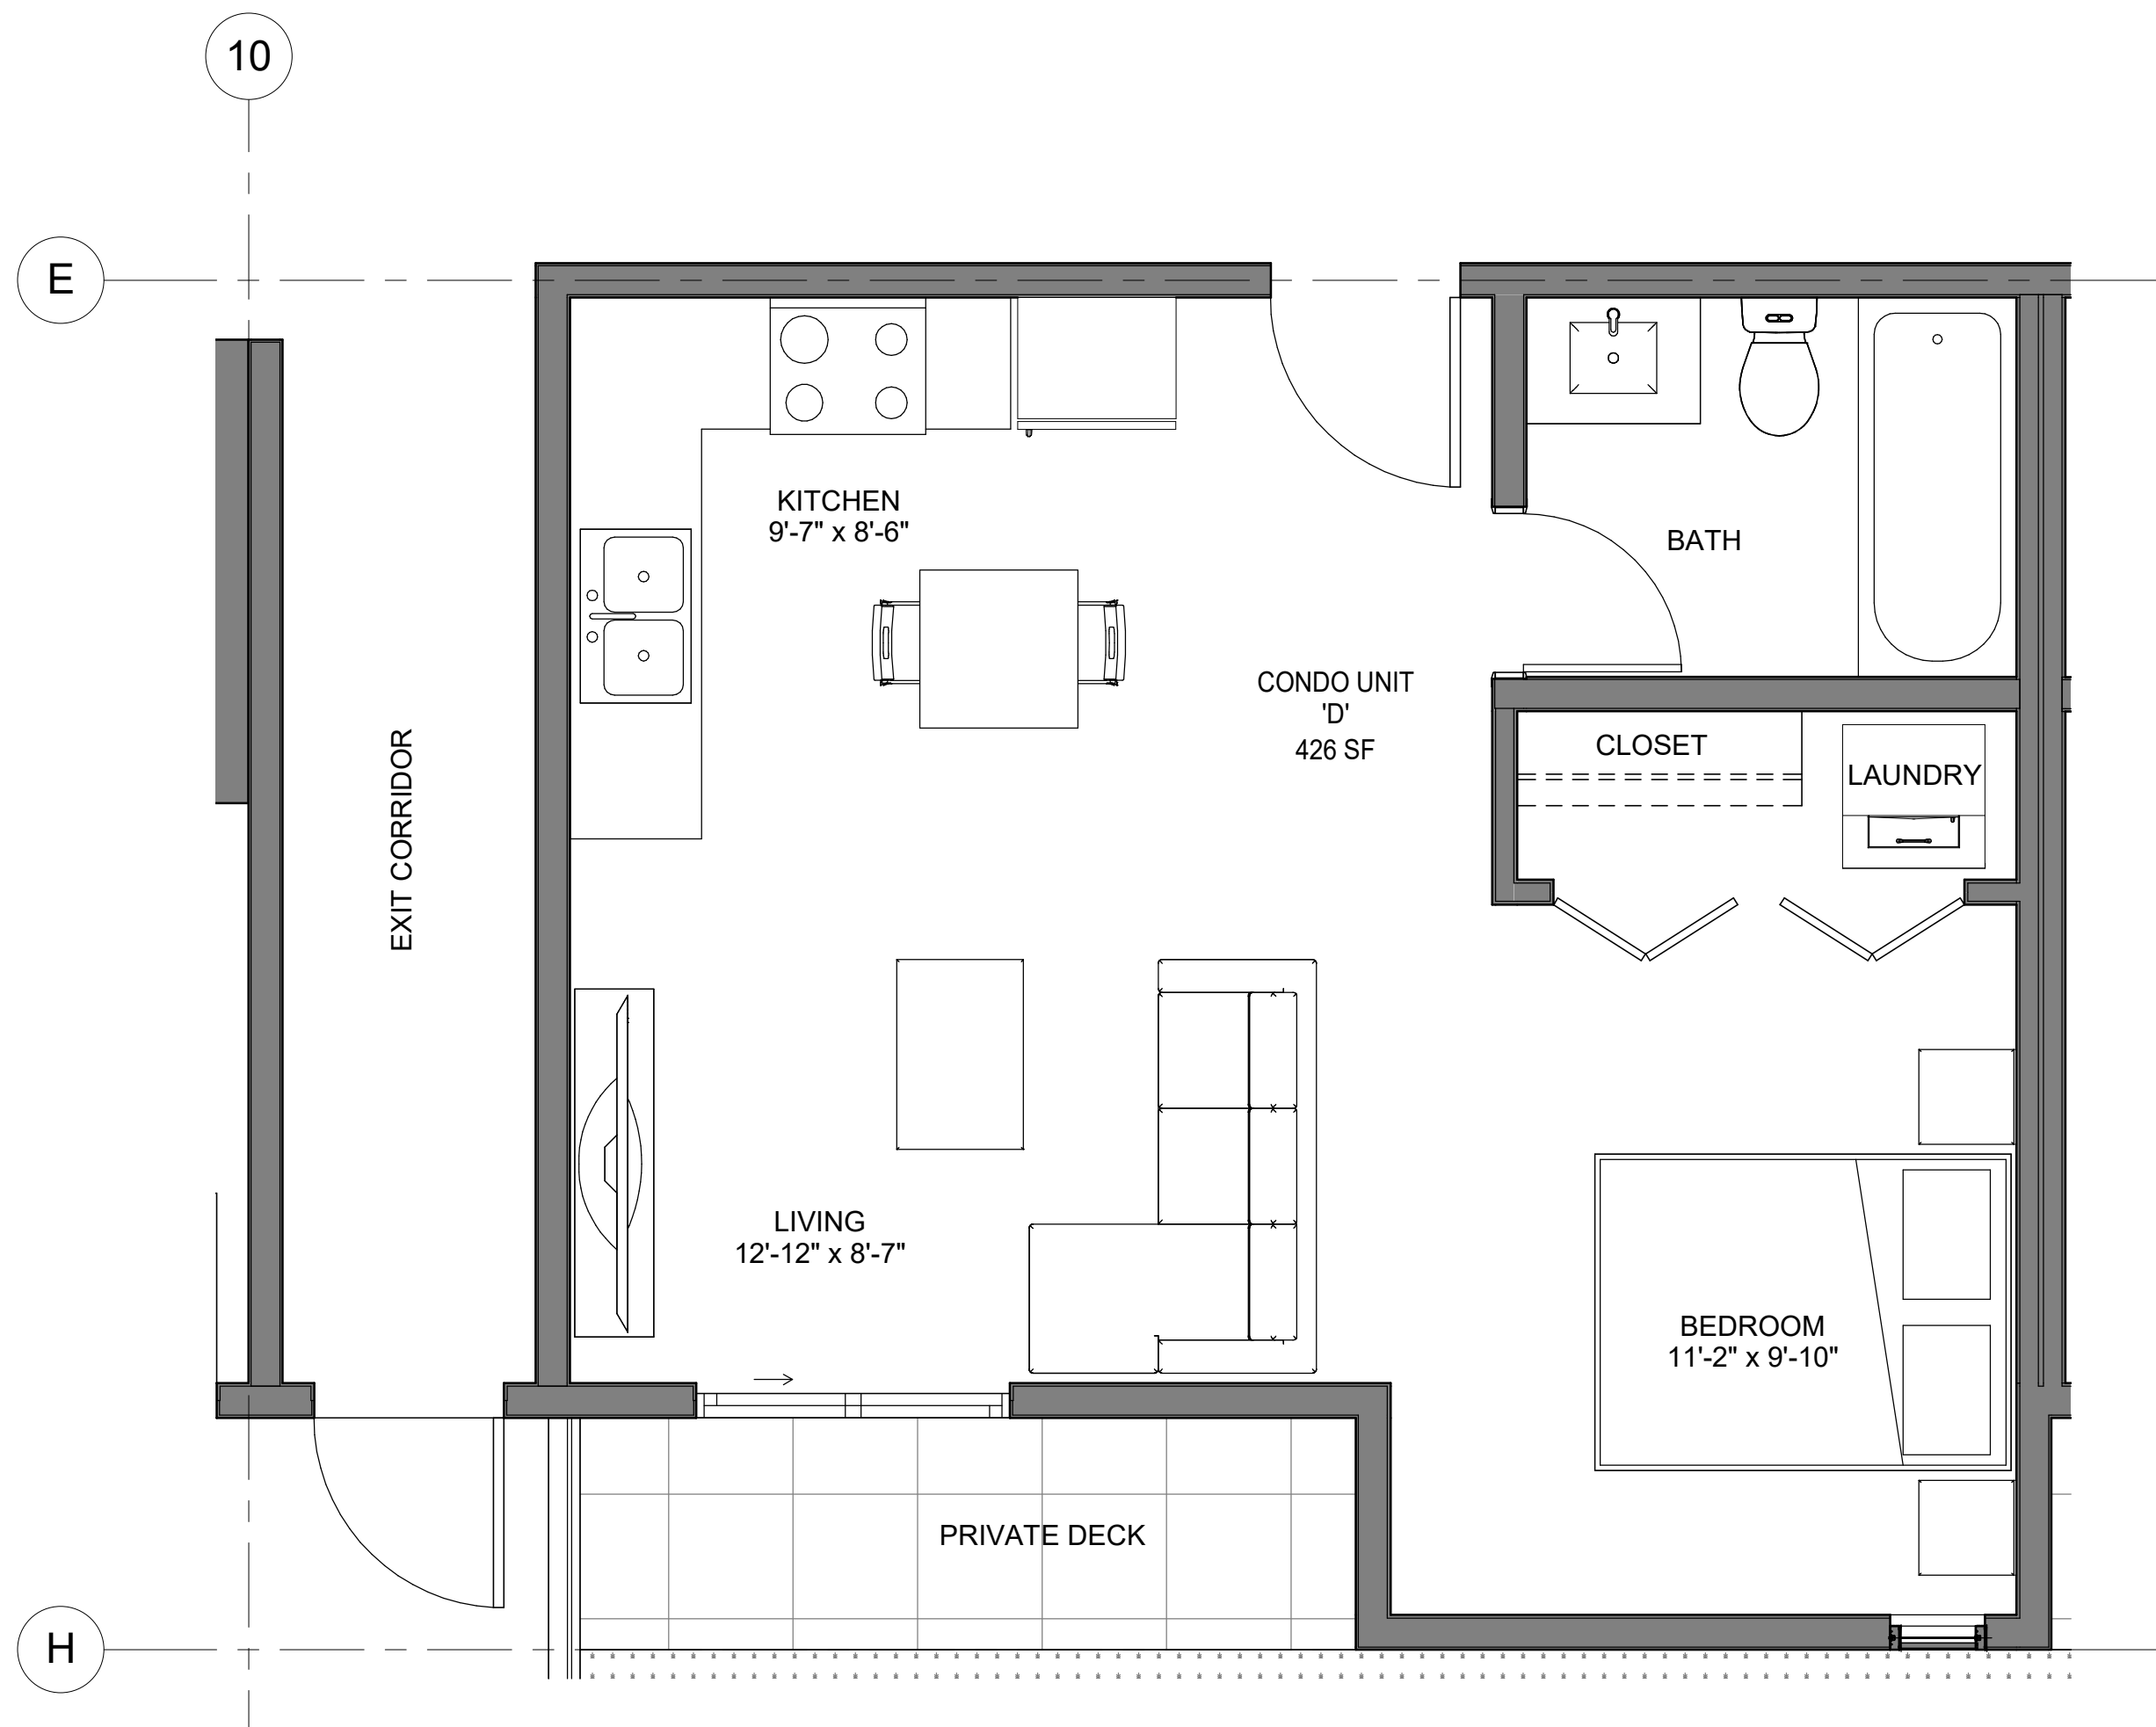 10
E
KITCHEN
9'-7" x 8'-6"
BATH
CONDO UNIT
'D'
426 SF
CLOSET
LAUNDRY
EXIT CORRIDOR
LIVING
12'-12" x 8'-7"
BEDROOM
11'-2" x 9'-10"
PRIVATE DECK
H